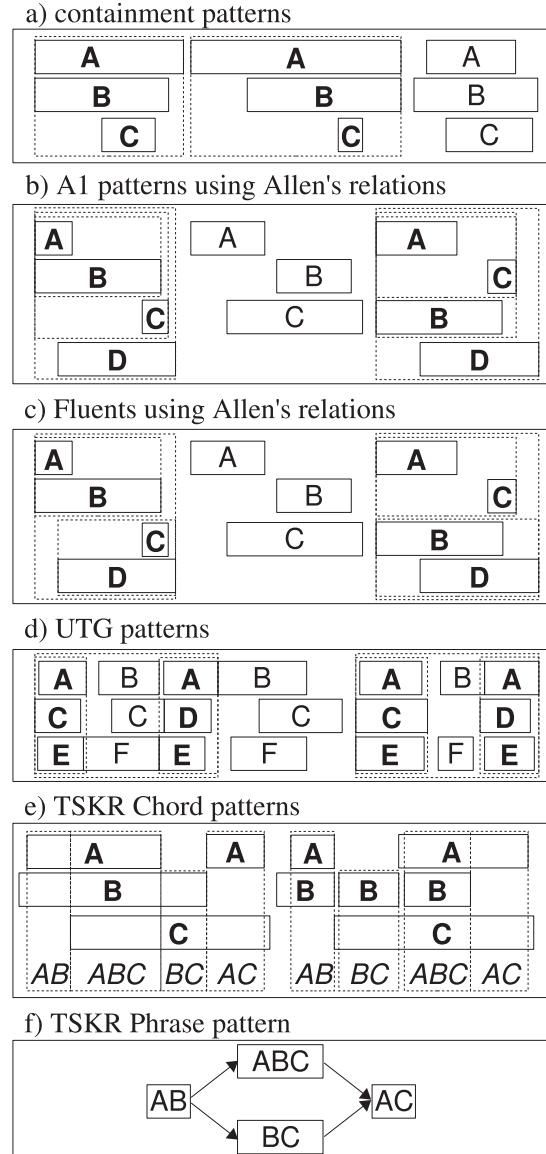 a) containment patterns
A A A
B B B
C C C
b) A1 patterns using Allen's relations
A A A
B B C
C C B
D D
c) Fluents using Allen's relations
A A A
B B C
C C B
D D
d) UTG patterns
A B A B A B A
C C D C C D
E F E F E F E
e) TSKR Chord patterns
A A A A
B B B B
C C
AB ABC BC AC AB BC ABC AC
f) TSKR Phrase pattern
ABC
AB AC
BC